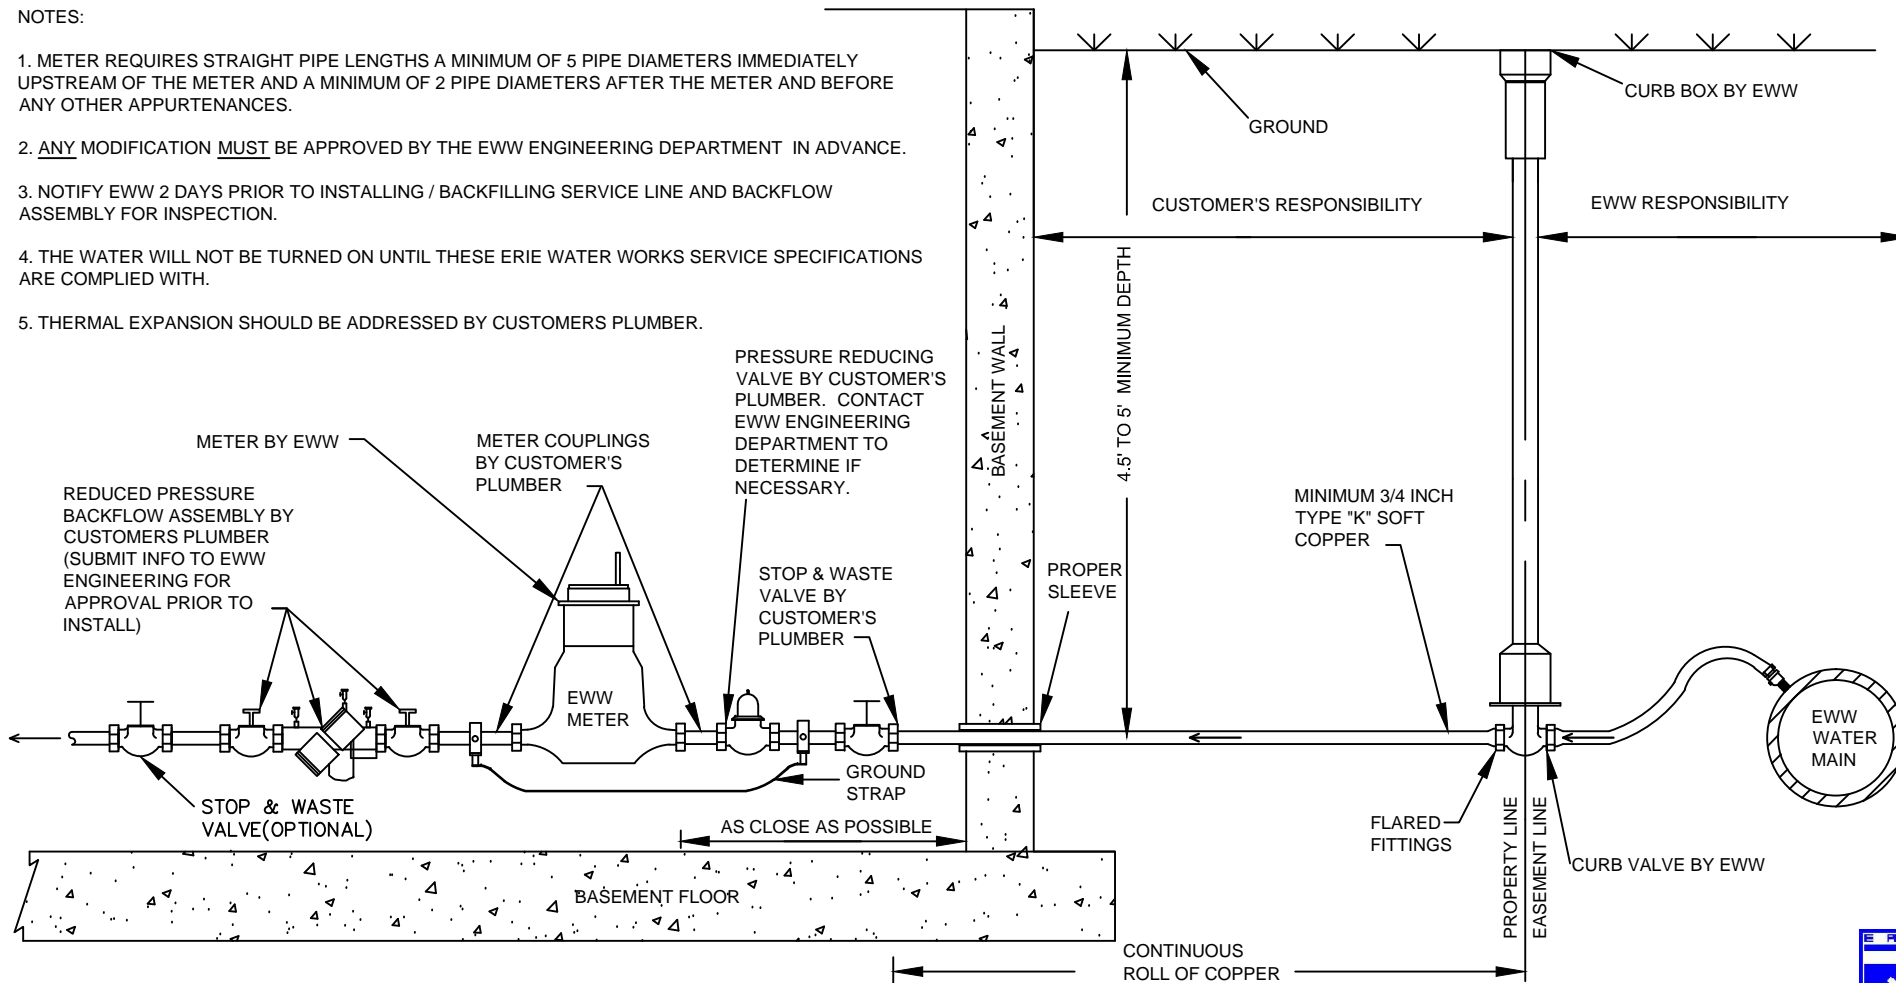 NOTES:
1. METER REQUIRES STRAIGHT PIPE LENGTHS A MINIMUM OF 5 PIPE DIAMETERS IMMEDIATELY
UPSTREAM OF THE METER AND A MINIMUM OF 2 PIPE DIAMETERS AFTER THE METER AND BEFORE
ANY OTHER APPURTENANCES.
2. ANY MODIFICATION MUST BE APPROVED BY THE EWW ENGINEERING DEPARTMENT IN ADVANCE.
3. NOTIFY EWW 2 DAYS PRIOR TO INSTALLING / BACKFILLING SERVICE LINE AND BACKFLOW
ASSEMBLY FOR INSPECTION.
4. THE WATER WILL NOT BE TURNED ON UNTIL THESE ERIE WATER WORKS SERVICE SPECIFICATIONS
ARE COMPLIED WITH.
5. THERMAL EXPANSION SHOULD BE ADDRESSED BY CUSTOMERS PLUMBER.
CURB BOX BY EWW
GROUND
CUSTOMER'S RESPONSIBILITY
EWW RESPONSIBILITY
4.5' TO 5' MINIMUM DEPTH
BASEMENT WALL
PRESSURE REDUCING
VALVE BY CUSTOMER'S
PLUMBER. CONTACT
EWW ENGINEERING
DEPARTMENT TO
DETERMINE IF
NECESSARY.
METER BY EWW
METER COUPLINGS
BY CUSTOMER'S
PLUMBER
REDUCED PRESSURE
BACKFLOW ASSEMBLY BY
CUSTOMERS PLUMBER
(SUBMIT INFO TO EWW
ENGINEERING FOR
APPROVAL PRIOR TO
INSTALL)
STOP & WASTE
VALVE BY
CUSTOMER'S
PLUMBER
PROPER
SLEEVE
MINIMUM 3/4 INCH
TYPE "K" SOFT
COPPER
EWW
METER
EWW
WATER
MAIN
GROUND
STRAP
STOP & WASTE
VALVE(OPTIONAL)
AS CLOSE AS POSSIBLE
FLARED
FITTINGS
PROPERTY LINE
EASEMENT LINE
CURB VALVE BY EWW
BASEMENT FLOOR
CONTINUOUS
ROLL OF COPPER